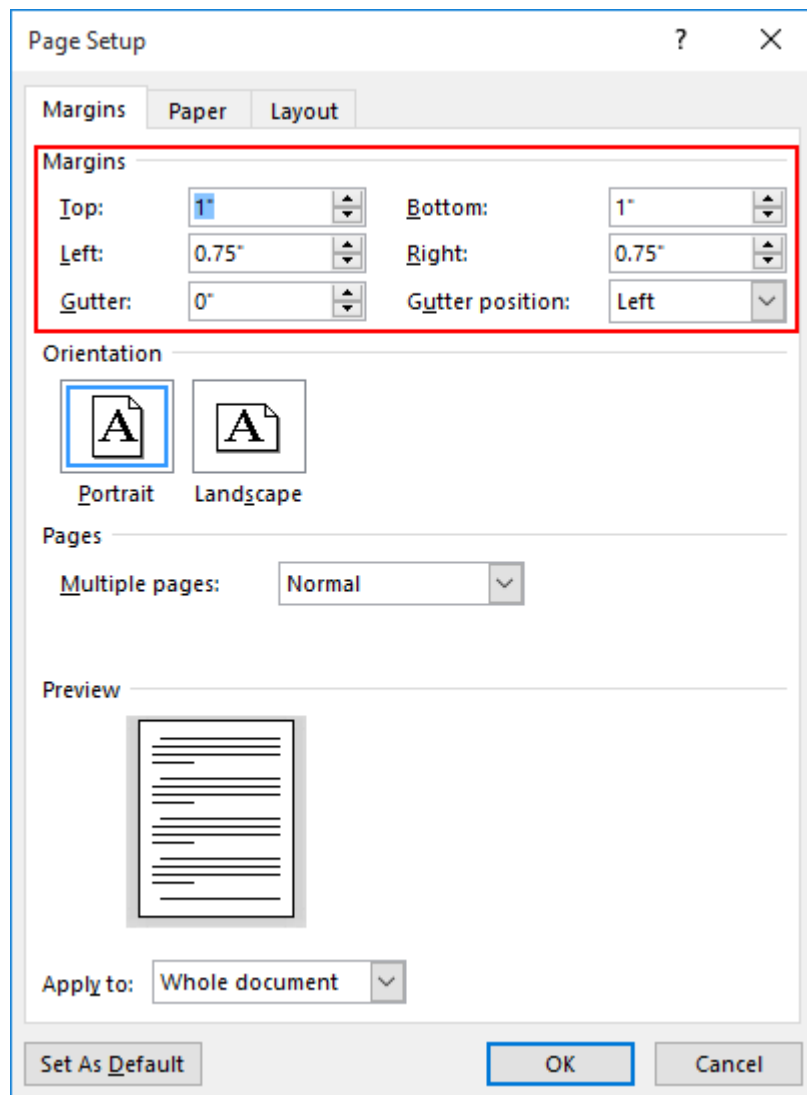 Page Setup ?
Margins Paper Layout
Margins
Top: 1" Bottom: 1"
Left: 0.75" Right: 0.75"
Gutter: 0" Gutter position: Left
Orientation
A A
Portrait Landscape
Pages
Multiple pages: Normal
Preview
Apply to: Whole document
Set As Default OK Cancel